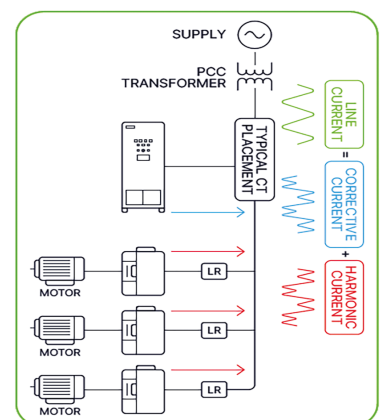 SUPPLY
PCC
TRANSFORMER
TYPICAL CT
PLACEMENT
LINE
CURRENT
=
CORRECTIVE
CURRENT
+
HARMONIC
CURRENT
LR
MOTOR
LR
MOTOR
LR
MOTOR